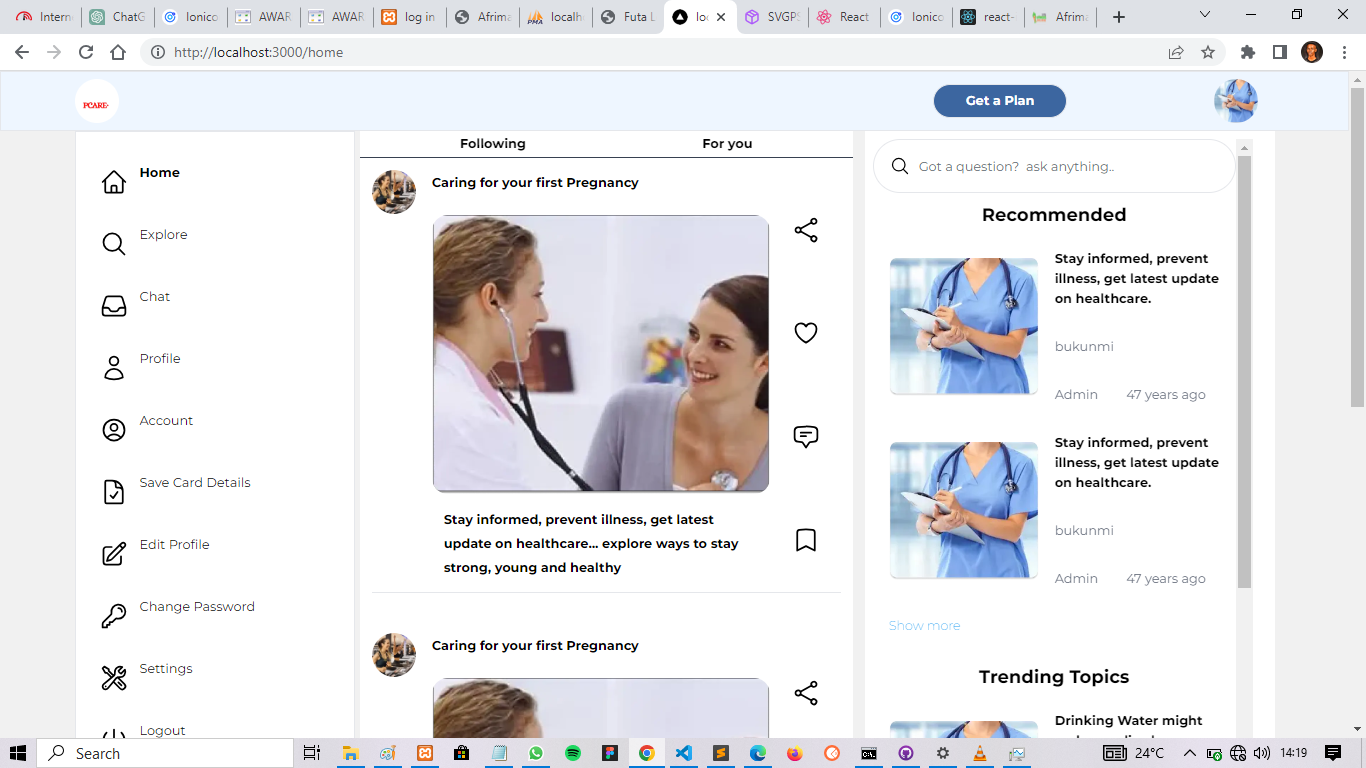 Intern
ChatG
Ionico
AWAR
AWAR
log in
Afrima
localh
Futa L
loc
SVGPS
React
Ionico
react-
Afrima
http://localhost:3000/home
PCARE+
Get a Plan
Home
Explore
Chat
Profile
Account
Save Card Details
Edit Profile
Change Password
Settings
Logout
Following For you
Caring for your first Pregnancy
Stay informed, prevent illness, get latest
update on healthcare... explore ways to stay
strong, young and healthy
Caring for your first Pregnancy
Got a question? ask anything..
Recommended
Stay informed, prevent
illness, get latest update
on healthcare.
bukunmi
Admin 47 years ago
Stay informed, prevent
illness, get latest update
on healthcare.
bukunmi
Admin 47 years ago
Show more
Trending Topics
Drinking Water might
Search
24°C
14:19